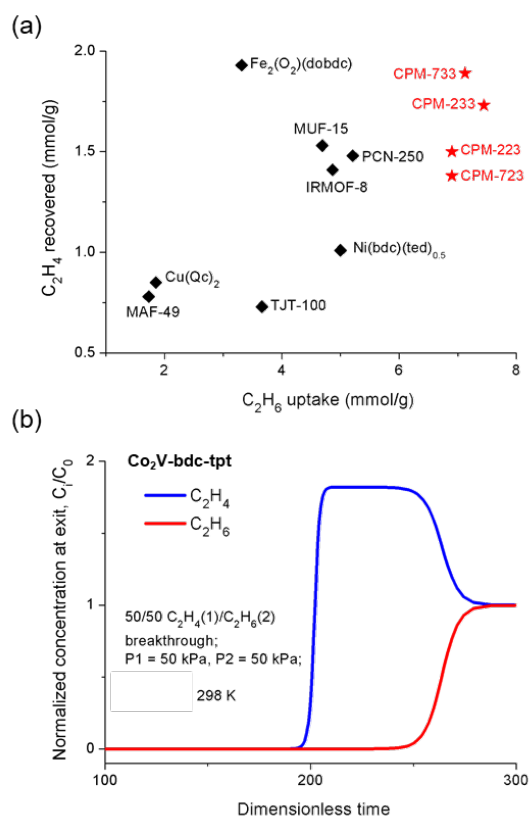 (a)
2.0
1.5
1.0
0.5
2
4
6
8
C₂H₄ recovered (mmol/g)
C₂H₆ uptake (mmol/g)
Fe₂(O₂)(dobdc)
CPM-733
CPM-233
MUF-15
PCN-250
CPM-223
IRMOF-8
CPM-723
Ni(bdc)(ted)₀.₅
Cu(Qc)₂
MAF-49
TJT-100
(b)
Normalized concentration at exit, Cᵢ/C₀
2
1
0
100
200
300
Dimensionless time
Co₂V-bdc-tpt
C₂H₄
C₂H₆
50/50 C₂H₄(1)/C₂H₆(2)
breakthrough;
P1 = 50 kPa, P2 = 50 kPa;
298 K